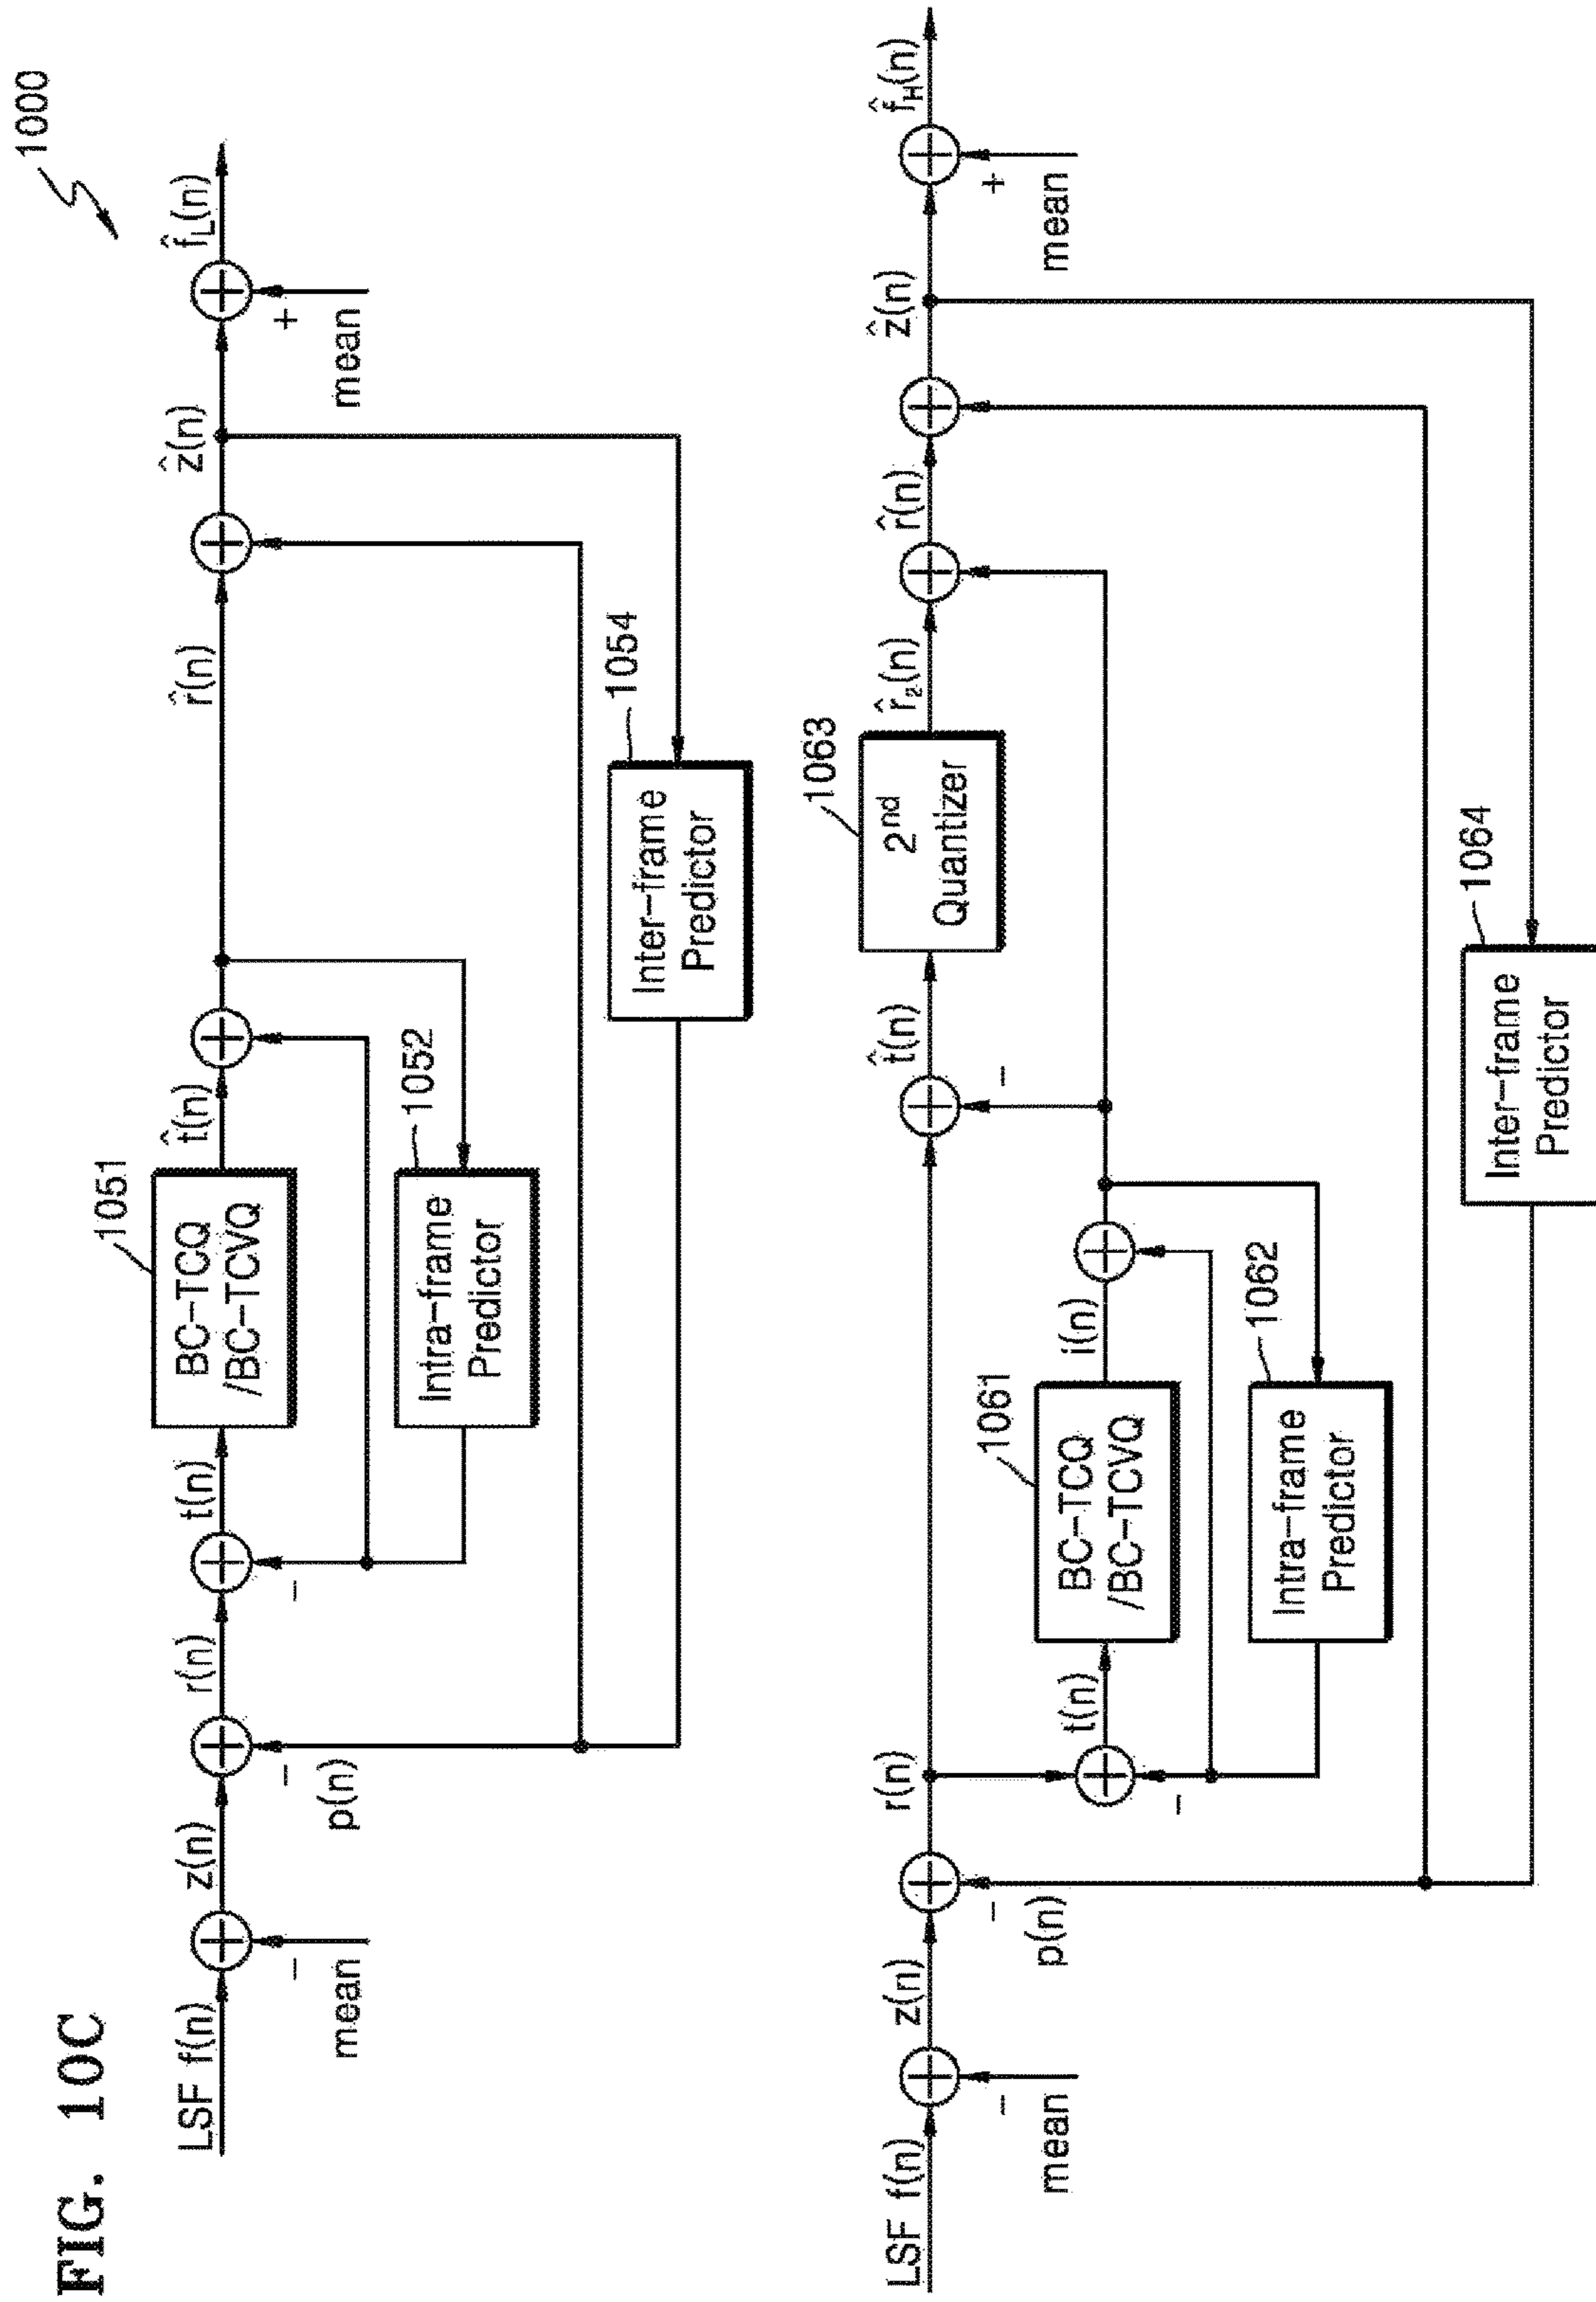 FIG. 10C
1000
LSF f(n)
−
mean
z(n)
−
p(n)
r(n)
−
t(n)
BC-TCQ
/BC-TCVQ
1051
t̂(n)
Intra-frame
Predictor
1052
r̂(n)
Inter-frame
Predictor
1054
ẑ(n)
+
mean
f̂L(n)
LSF f(n)
−
mean
z(n)
−
p(n)
r(n)
−
t(n)
BC-TCQ
/BC-TCVQ
1061
i(n)
Intra-frame
Predictor
1062
−
t̂(n)
2nd
Quantizer
1063
r̂2(n)
r̂(n)
Inter-frame
Predictor
1064
ẑ(n)
+
mean
f̂H(n)